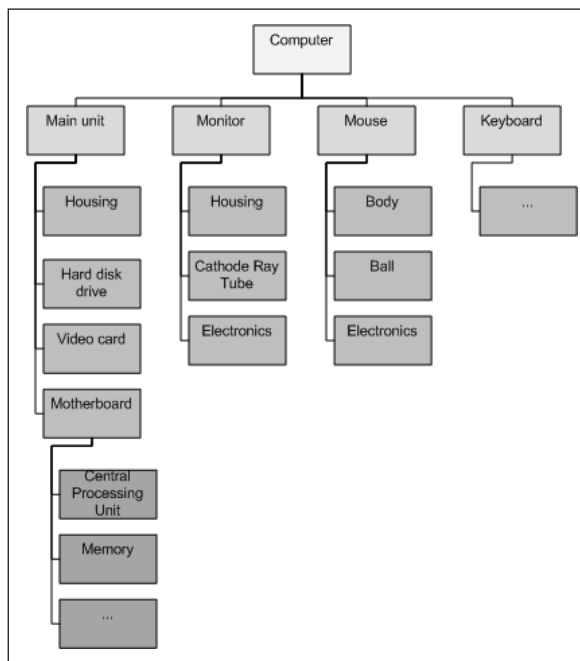 Computer
Main unit
Monitor
Mouse
Keyboard
Housing
Housing
Body
...
Hard disk
drive
Cathode Ray
Tube
Ball
Video card
Electronics
Electronics
Motherboard
Central
Processing
Unit
Memory
...